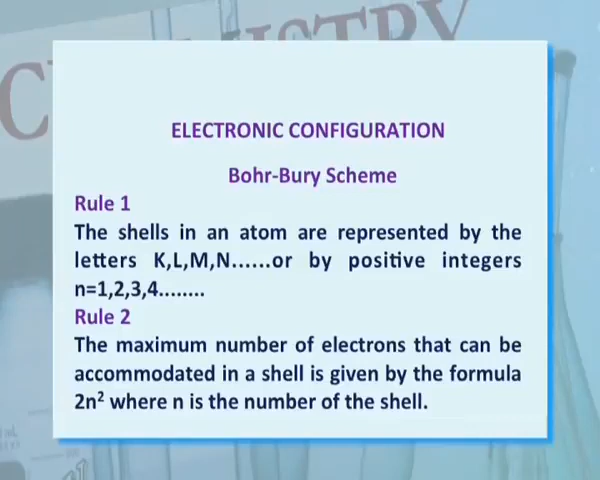 ELECTRONIC CONFIGURATION
Bohr-Bury Scheme
Rule 1
The shells in an atom are represented by the
letters K,L,M,N......or by positive integers
n=1,2,3,4........
Rule 2
The maximum number of electrons that can be
accommodated in a shell is given by the formula
2n² where n is the number of the shell.